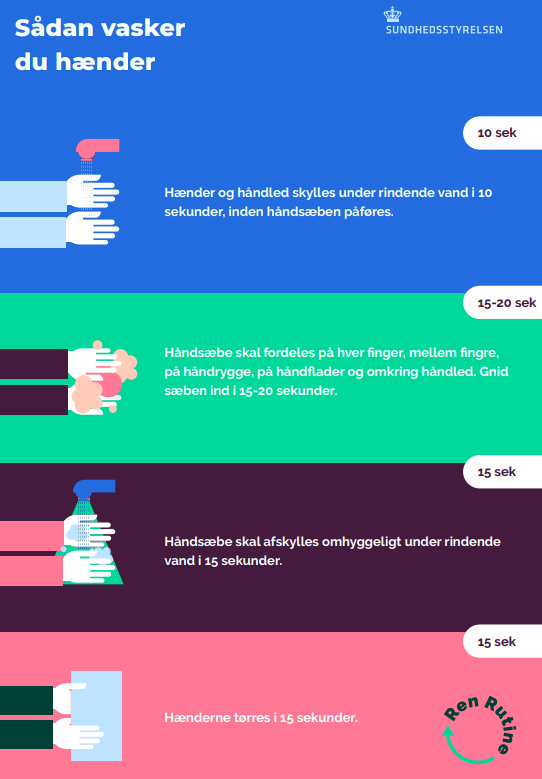 Sådan vasker
du hænder
SUNDHEDSSTYRELSEN
10 sek
Hænder og håndled skylles under rindende vand i 10
sekunder, inden håndsæben påføres.
15-20 sek
Håndsæbe skal fordeles på hver finger, mellem fingre,
på håndrygge, på håndflader og omkring håndled. Gnid
sæben ind i 15-20 sekunder.
15 sek
Håndsæbe skal afskylles omhyggeligt under rindende
vand i 15 sekunder.
15 sek
Hænderne tørres i 15 sekunder.
Ren Rutine